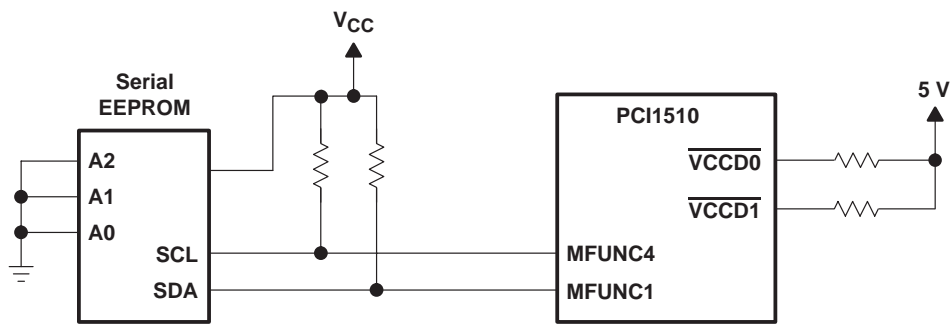 VCC
Serial
EEPROM
A2
A1
A0
SCL
SDA
PCI1510
5 V
VCCD0
VCCD1
MFUNC4
MFUNC1